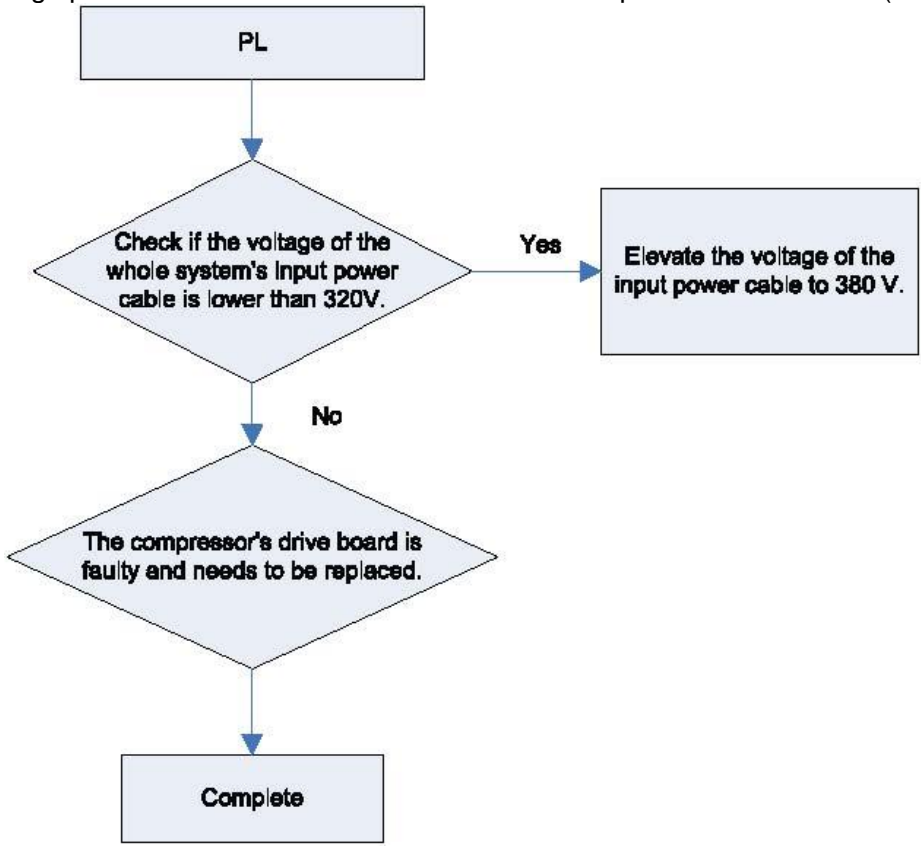 PL
Check if the voltage of the
whole system's input power
cable is lower than 320V.
Yes
Elevate the voltage of the
input power cable to 380 V.
No
The compressor's drive board is
faulty and needs to be replaced.
Complete